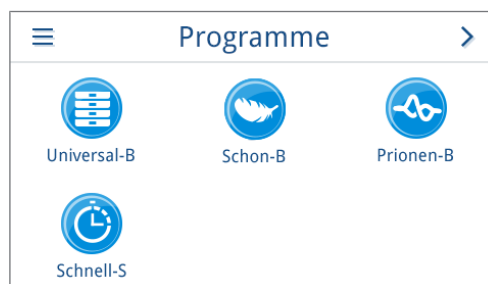 Programme
Universal-B
Schon-B
Prionen-B
Schnell-S